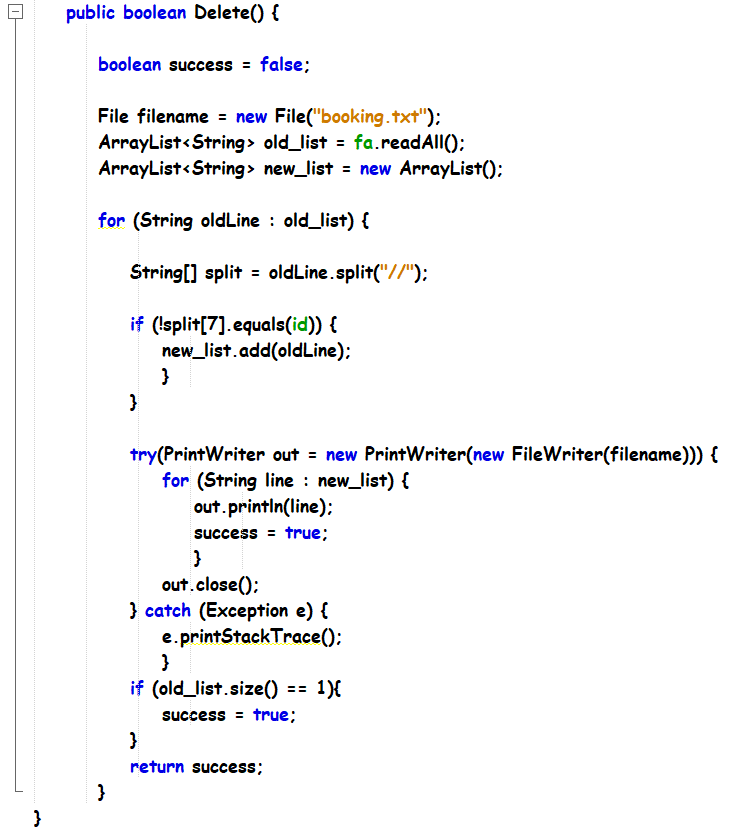 public boolean Delete() {
boolean success = false;
File filename = new File("booking.txt");
ArrayList<String> old_list = fa.readAll();
ArrayList<String> new_list = new ArrayList();
for (String oldLine : old_list) {
String[] split = oldLine.split("//");
if (!split[7].equals(id)) {
new_list.add(oldLine);
}
}
try(PrintWriter out = new PrintWriter(new FileWriter(filename))) {
for (String line : new_list) {
out.println(line);
success = true;
}
out.close();
} catch (Exception e) {
e.printStackTrace();
}
if (old_list.size() == 1){
success = true;
}
return success;
}
}